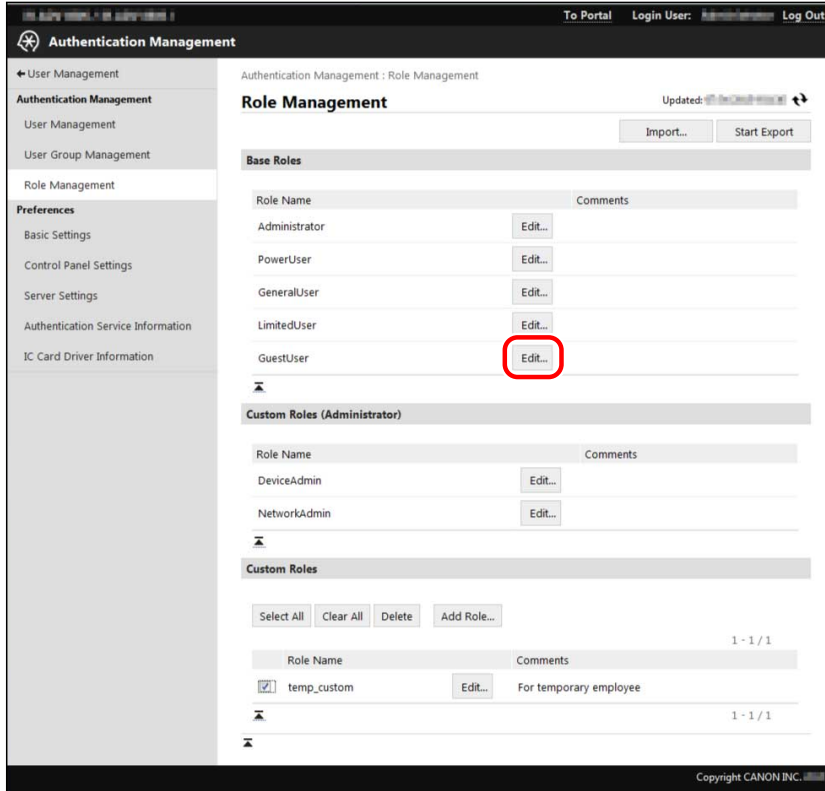 To Portal Login User: Log Out
Authentication Management
User Management
Authentication Management
User Management
User Group Management
Role Management
Preferences
Basic Settings
Control Panel Settings
Server Settings
Authentication Service Information
IC Card Driver Information
Authentication Management : Role Management
Role Management
Updated:
Import... Start Export
Base Roles
Role Name Comments
Administrator Edit...
PowerUser Edit...
GeneralUser Edit...
LimitedUser Edit...
GuestUser Edit...
Custom Roles (Administrator)
Role Name Comments
DeviceAdmin Edit...
NetworkAdmin Edit...
Custom Roles
Select All Clear All Delete Add Role...
1 - 1 / 1
Role Name Comments
temp_custom Edit... For temporary employee
1 - 1 / 1
Copyright CANON INC.